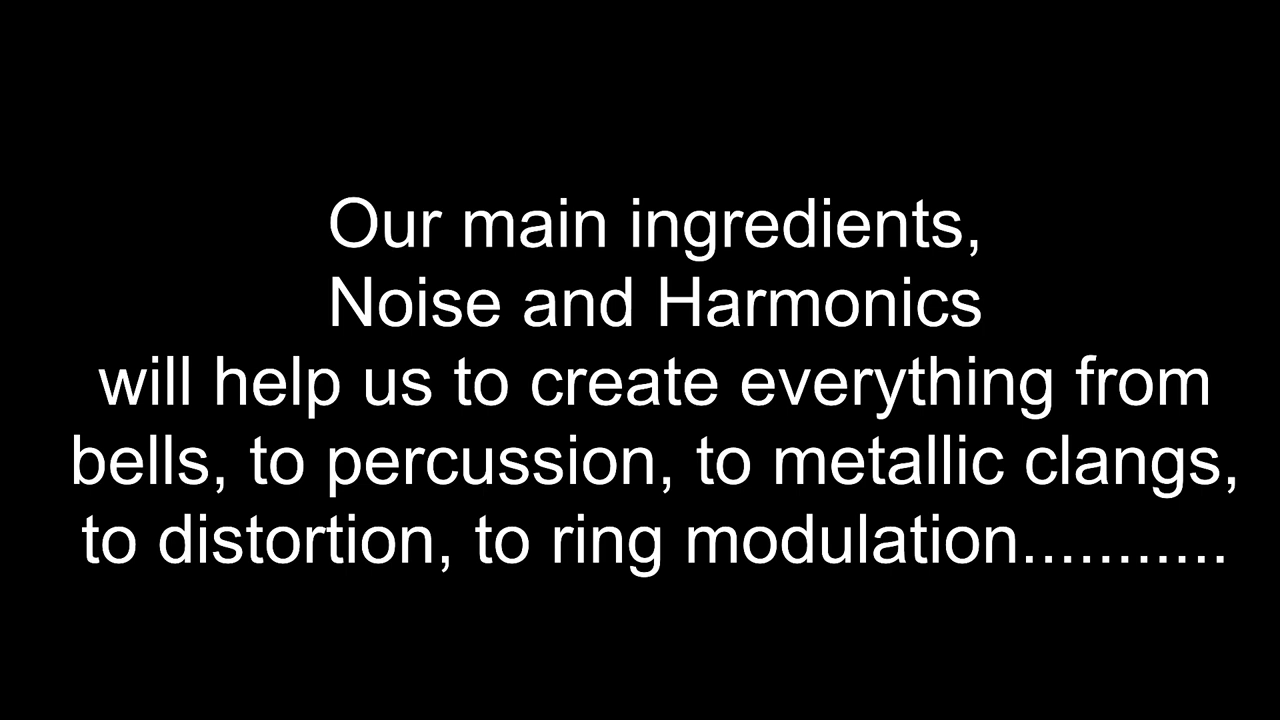 Our main ingredients,
Noise and Harmonics
will help us to create everything from
bells, to percussion, to metallic clangs,
to distortion, to ring modulation...........